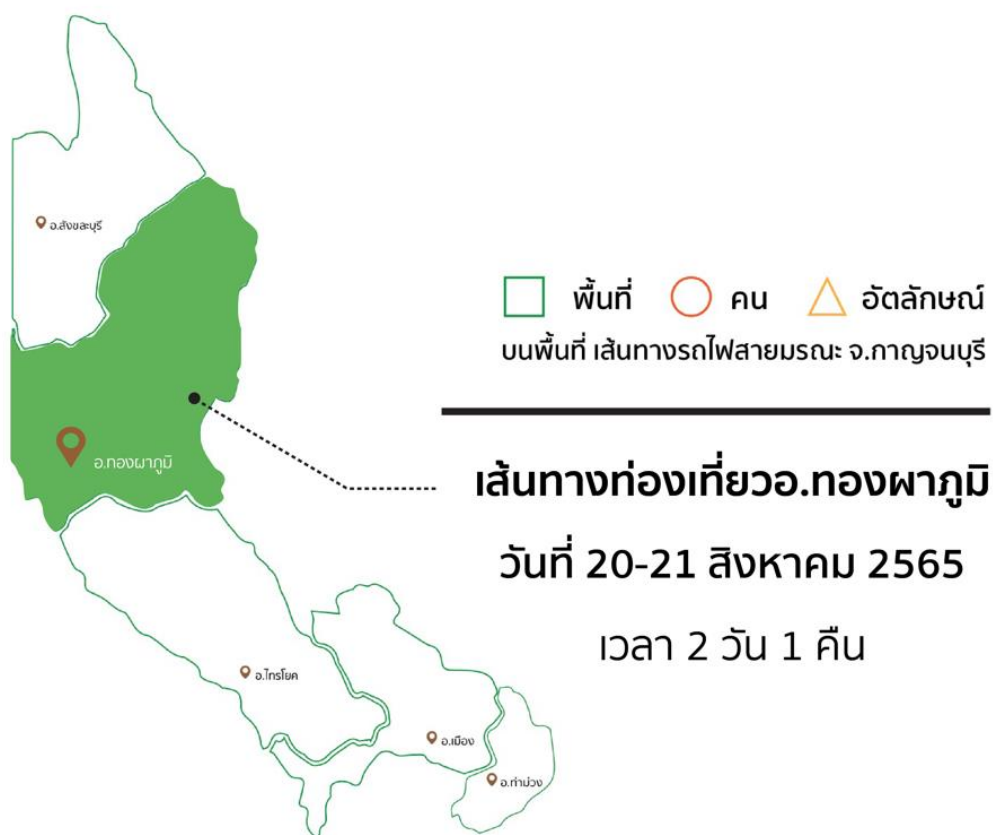 อ.สังขละบุรี
อ.ทองผาภูมิ
อ.ไทรโยค
อ.เมือง
อ.ท่าม่วง
พื้นที่ คน อัตลักษณ์
บนพื้นที่ เส้นทางรถไฟสายมรณะ จ.กาญจนบุรี
เส้นทางท่องเที่ยวอ.ทองผาภูมิ
วันที่ 20-21 สิงหาคม 2565
เวลา 2 วัน 1 คืน